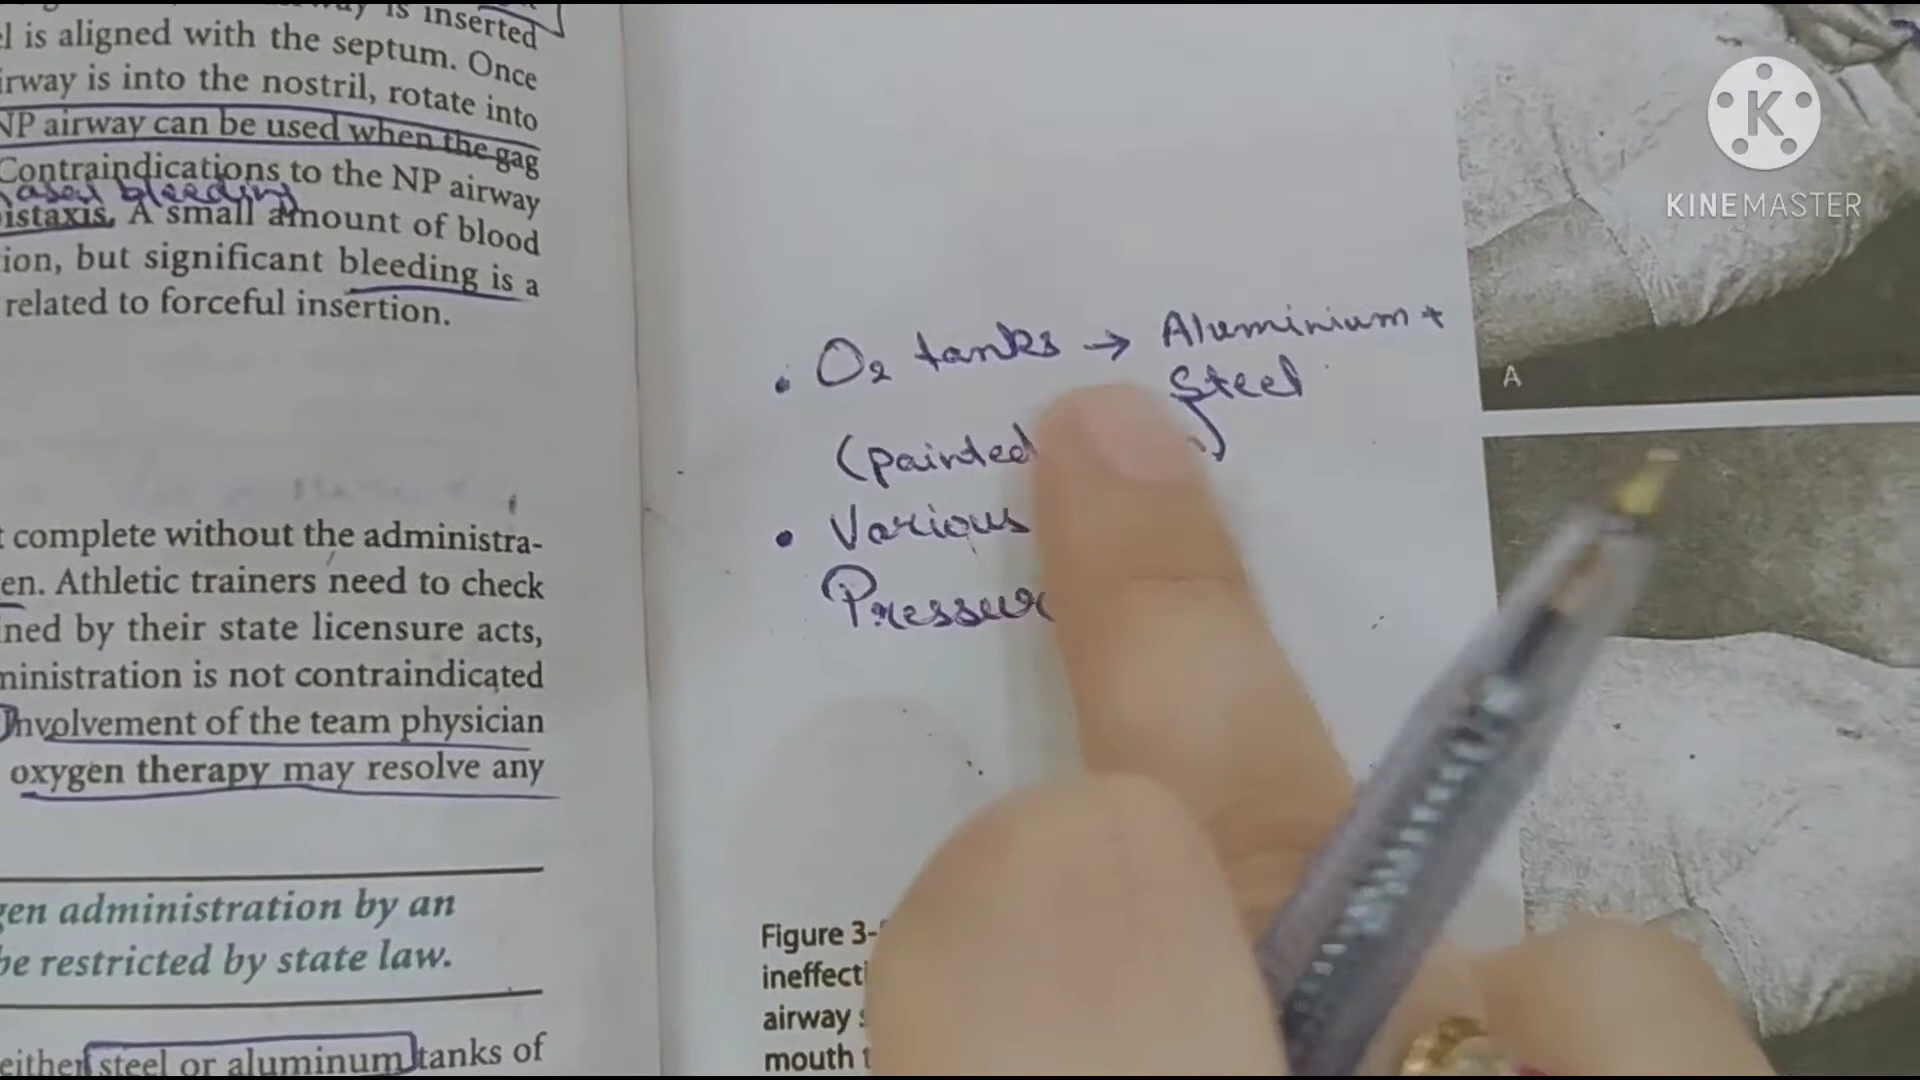 is inserted
is aligned with the septum. Once
irway is into the nostril, rotate into
NP airway can be used when the gag
Contraindications to the NP airway
bleeding
istaxis. A small amount of blood
ion, but significant bleeding is a
related to forceful insertion.
complete without the administra-
en. Athletic trainers need to check
ned by their state licensure acts,
ministration is not contraindicated
Involvement of the team physician
oxygen therapy may resolve any
gen administration by an
be restricted by state law.
either steel or aluminum tanks of
• O2 tanks → Aluminium +
Steel
(painted
• Various
Pressur
Figure 3-
ineffecti
airway
mouth
A
K
KINEMASTER